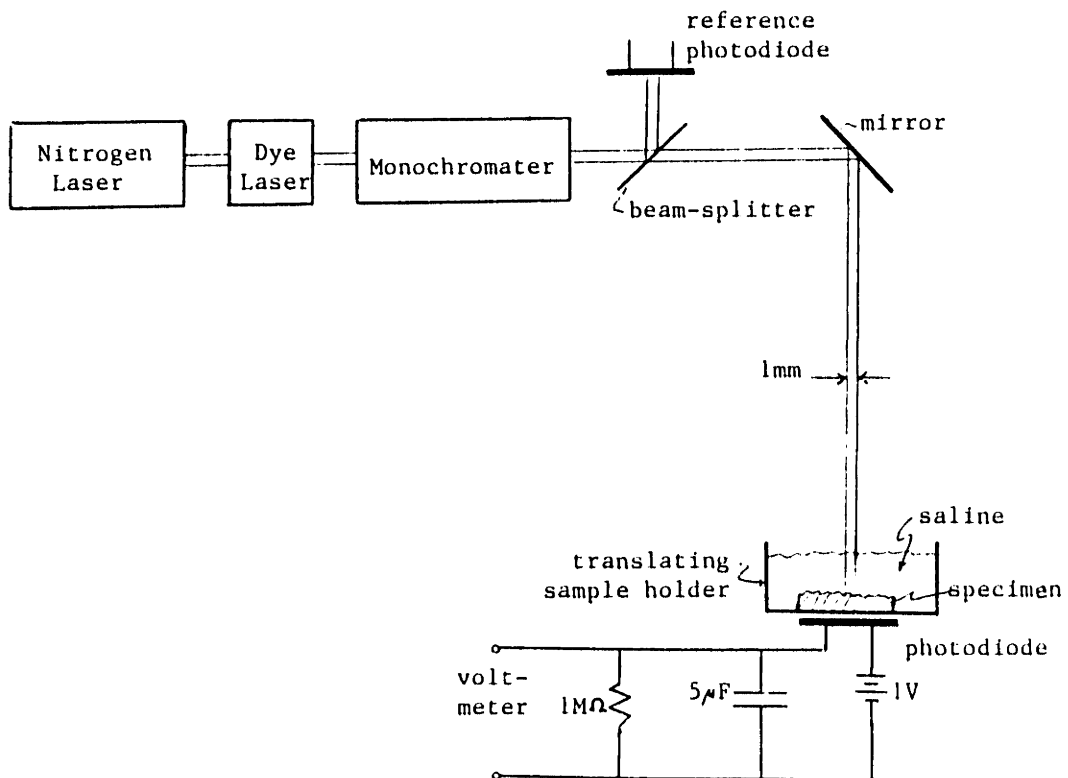 reference
photodiode
mirror
Nitrogen
Laser
Dye
Laser
Monochromater
beam-splitter
1mm
saline
translating
sample holder
specimen
photodiode
volt-
meter
1MΩ
5μF
1V